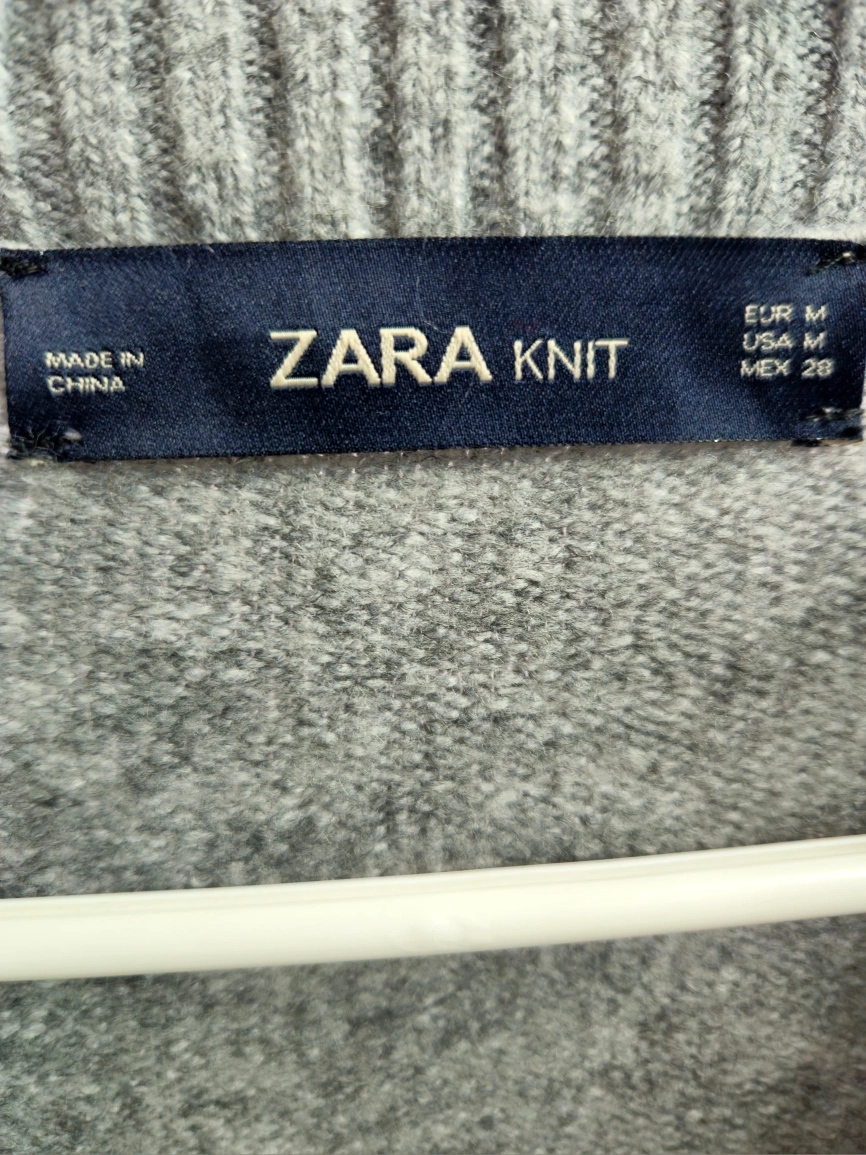 MADE IN
CHINA
ZARA KNIT
EUR M
USA M
MEX 28